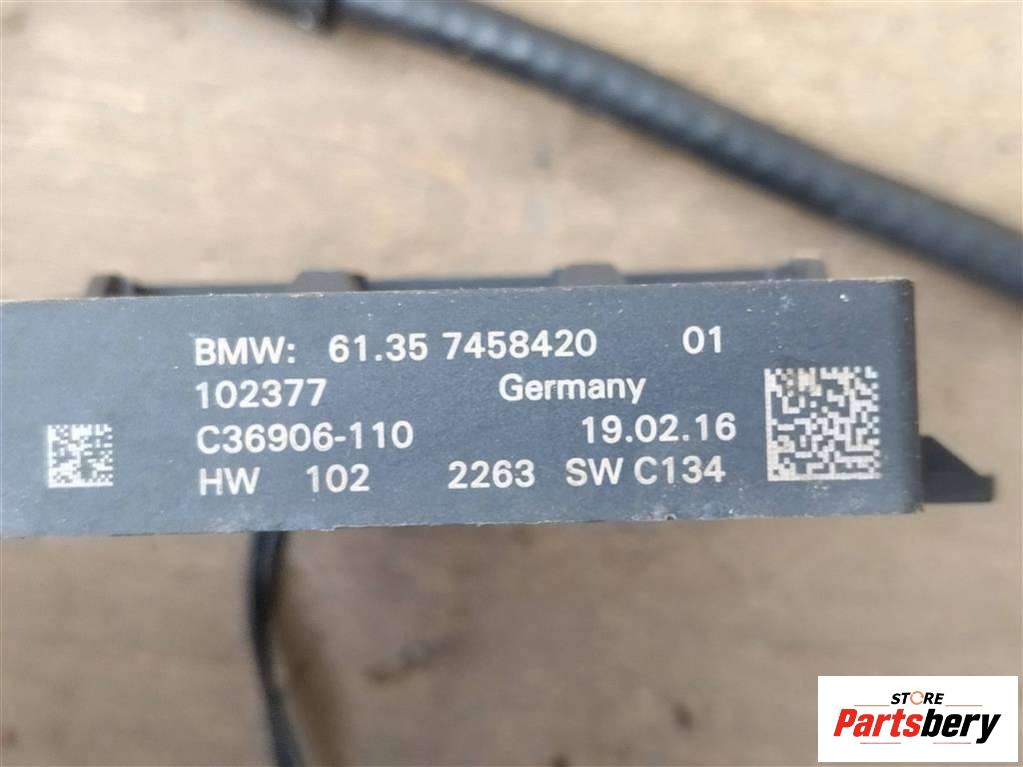 BMW: 61.35 7458420 01
102377 Germany
C36906-110 19.02.16
HW 102 2263 SW C134
STORE
Partsbery